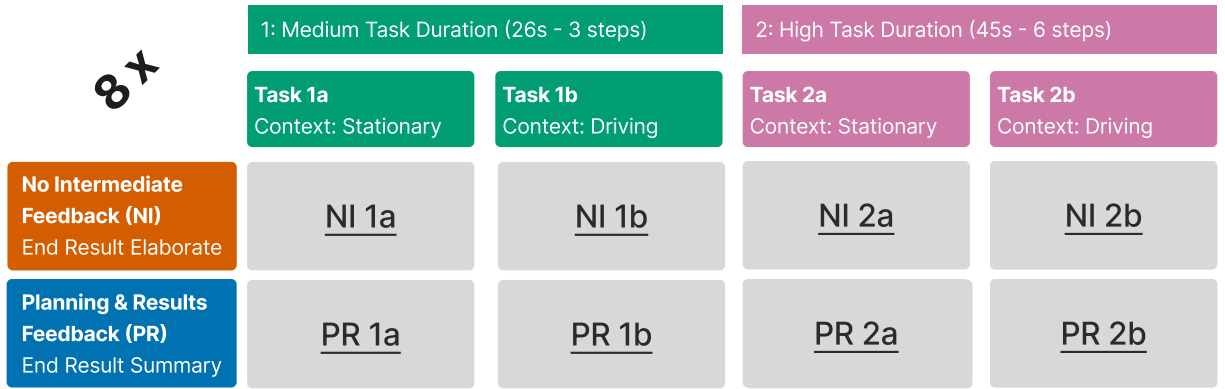 8 x
1: Medium Task Duration (26s - 3 steps)
2: High Task Duration (45s - 6 steps)
Task 1a
Context: Stationary
Task 1b
Context: Driving
Task 2a
Context: Stationary
Task 2b
Context: Driving
No Intermediate
Feedback (NI)
End Result Elaborate
NI 1a
NI 1b
NI 2a
NI 2b
Planning & Results
Feedback (PR)
End Result Summary
PR 1a
PR 1b
PR 2a
PR 2b